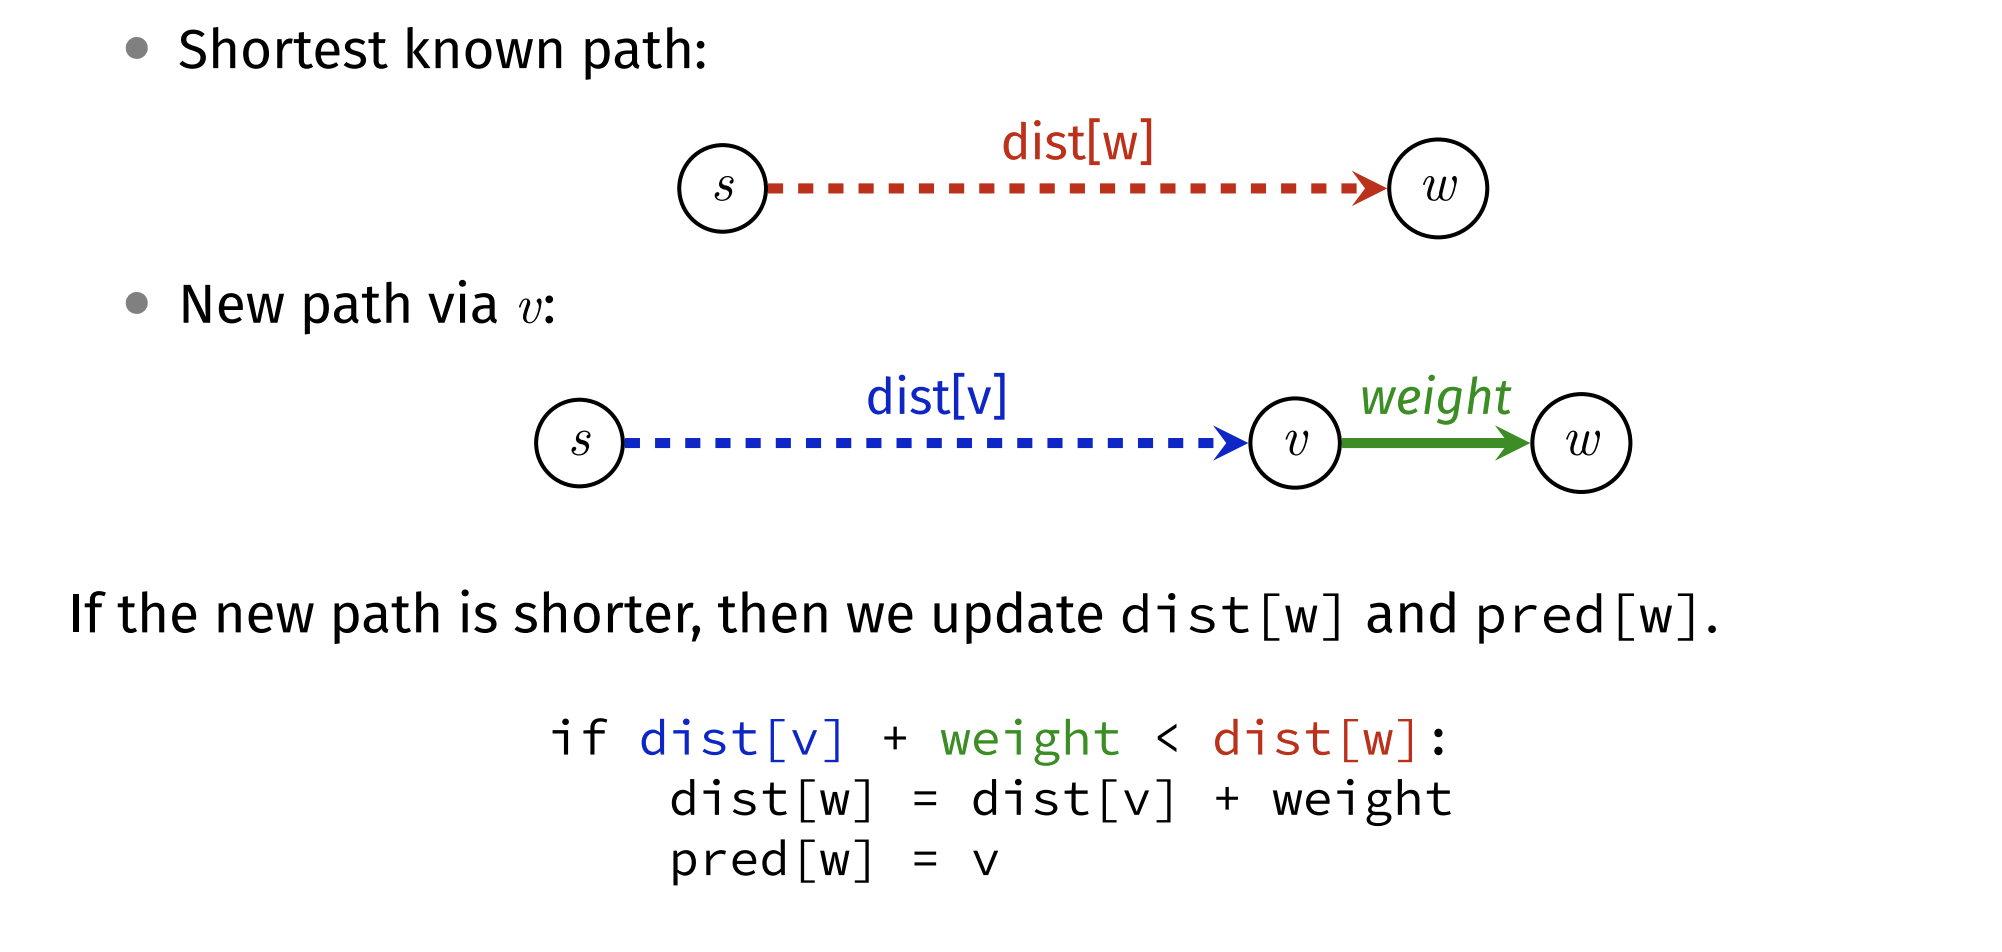 • Shortest known path:
dist[w]
s w
• New path via v:
dist[v] weight
s v w
If the new path is shorter, then we update dist[w] and pred[w].
if dist[v] + weight < dist[w]:
    dist[w] = dist[v] + weight
    pred[w] = v